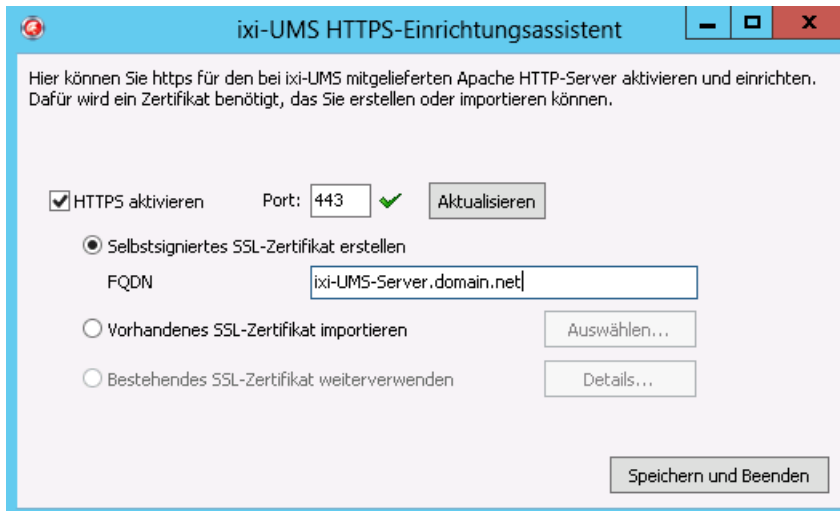 ixi-UMS HTTPS-Einrichtungsassistent
Hier können Sie https für den bei ixi-UMS mitgelieferten Apache HTTP-Server aktivieren und einrichten.
Dafür wird ein Zertifikat benötigt, das Sie erstellen oder importieren können.
HTTPS aktivieren Port: 443 Aktualisieren
Selbstsigniertes SSL-Zertifikat erstellen
FQDN ixi-UMS-Server.domain.net
Vorhandenes SSL-Zertifikat importieren Auswählen...
Bestehendes SSL-Zertifikat weiterverwenden Details...
Speichern und Beenden